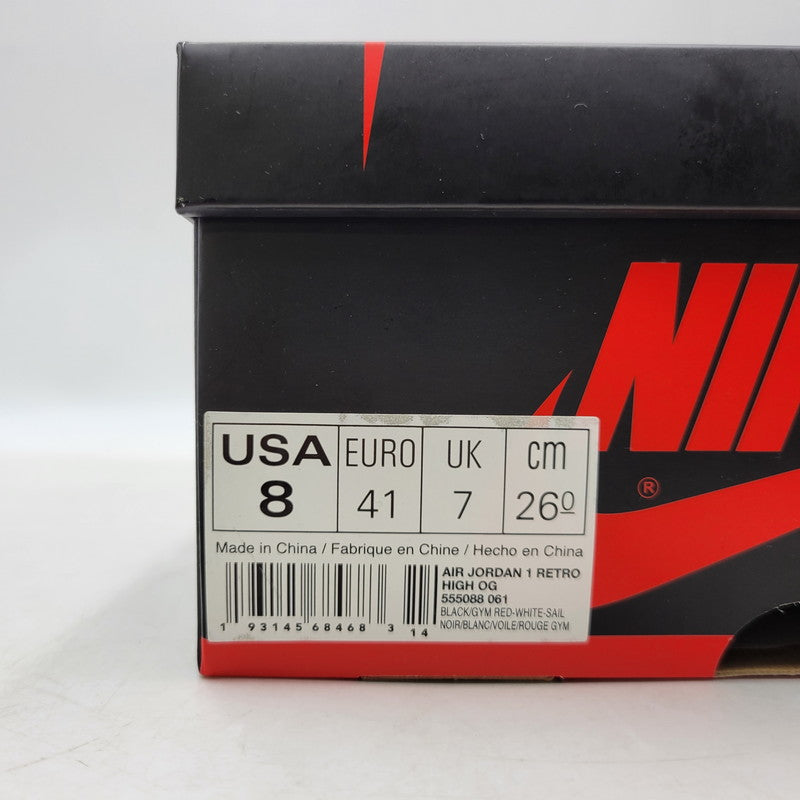 NIK
®
USA EURO UK cm
8 41 7 26º
Made in China / Fabrique en Chine / Hecho en China
AIR JORDAN 1 RETRO
HIGH OG
555088 061
BLACK/GYM RED-WHITE-SAIL
NOIR/BLANC/VOILE/ROUGE GYM
1 93145 68468 3 14